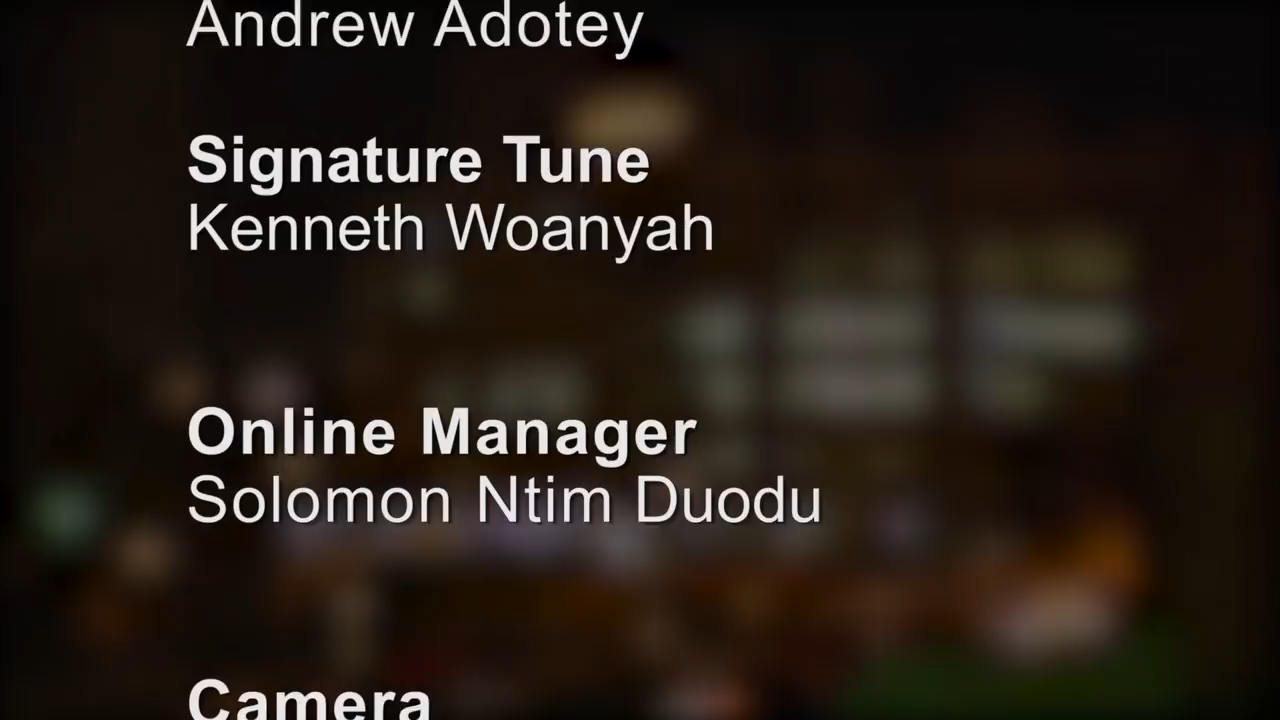 Andrew Adotey
Signature Tune
Kenneth Woanyah
Online Manager
Solomon Ntim Duodu
Camera